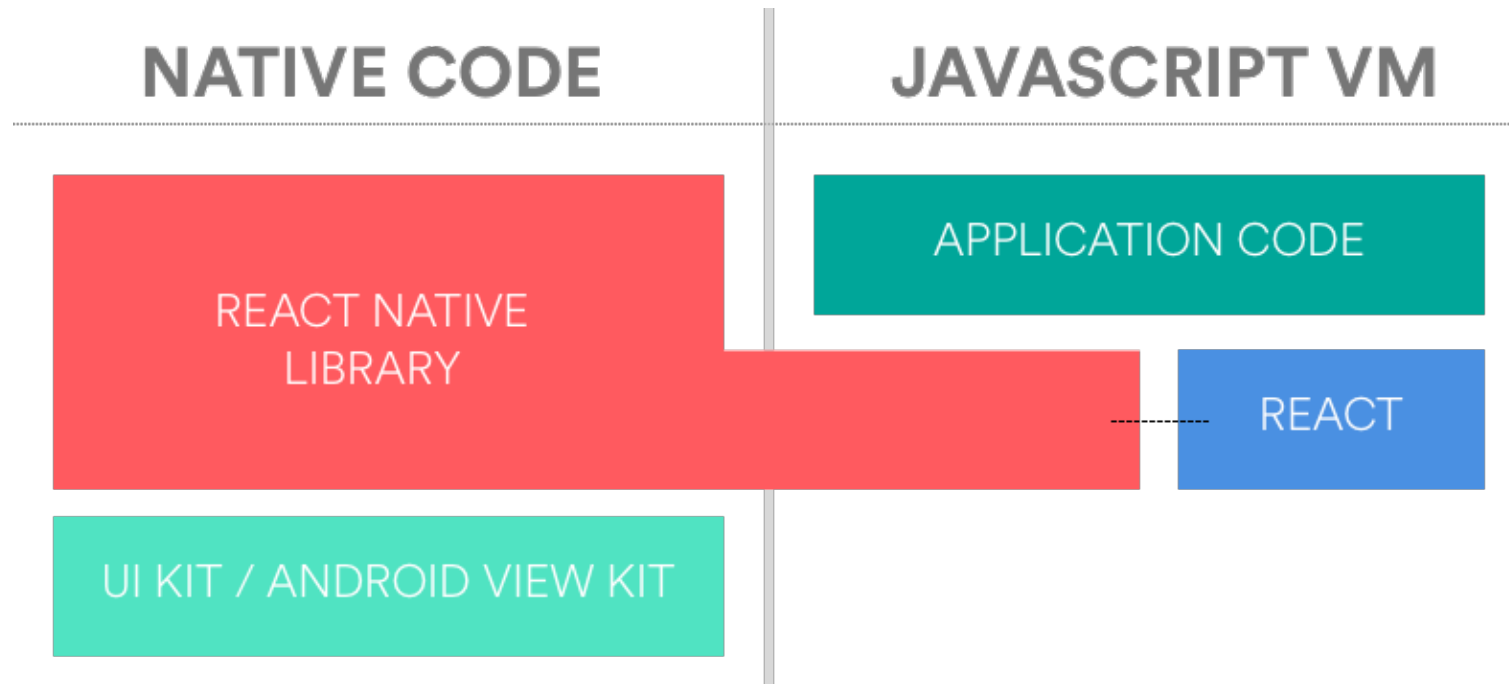 NATIVE CODE
JAVASCRIPT VM
REACT NATIVE
LIBRARY
APPLICATION CODE
REACT
UI KIT / ANDROID VIEW KIT